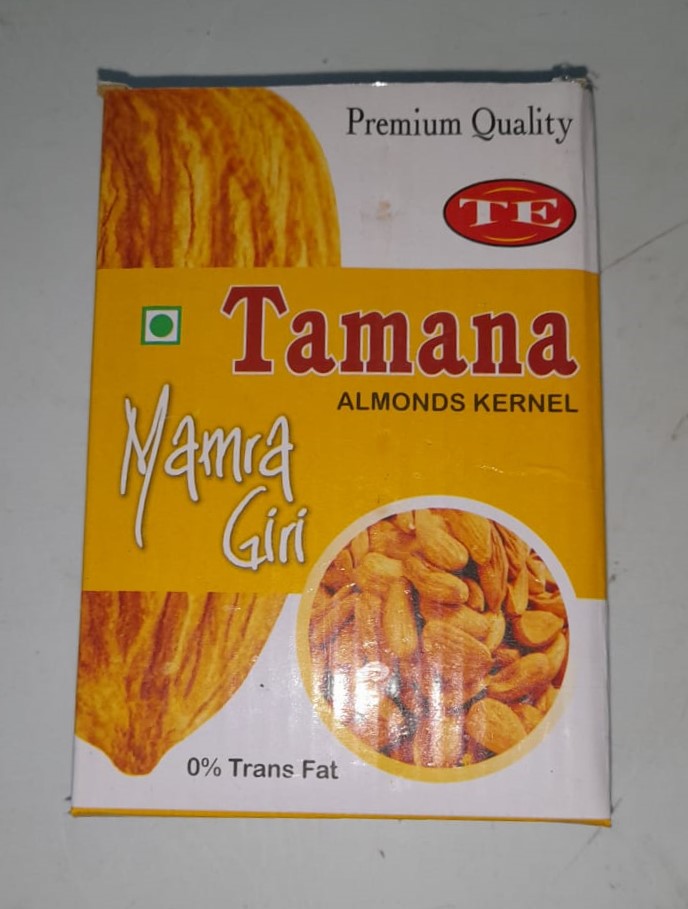 Premium Quality
TE
Tamana
ALMONDS KERNEL
Mamra
Giri
0% Trans Fat